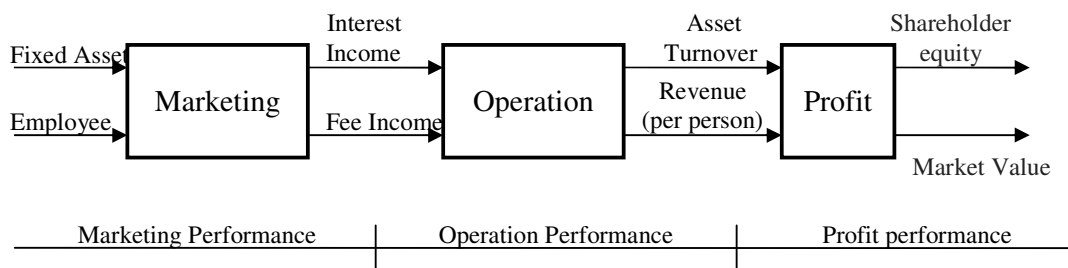 Interest
Income
Asset
Turnover
Shareholder
equity
Fixed Asset
Marketing
Operation
Profit
Employee
Fee Income
Revenue
(per person)
Market Value
Marketing Performance
Operation Performance
Profit performance